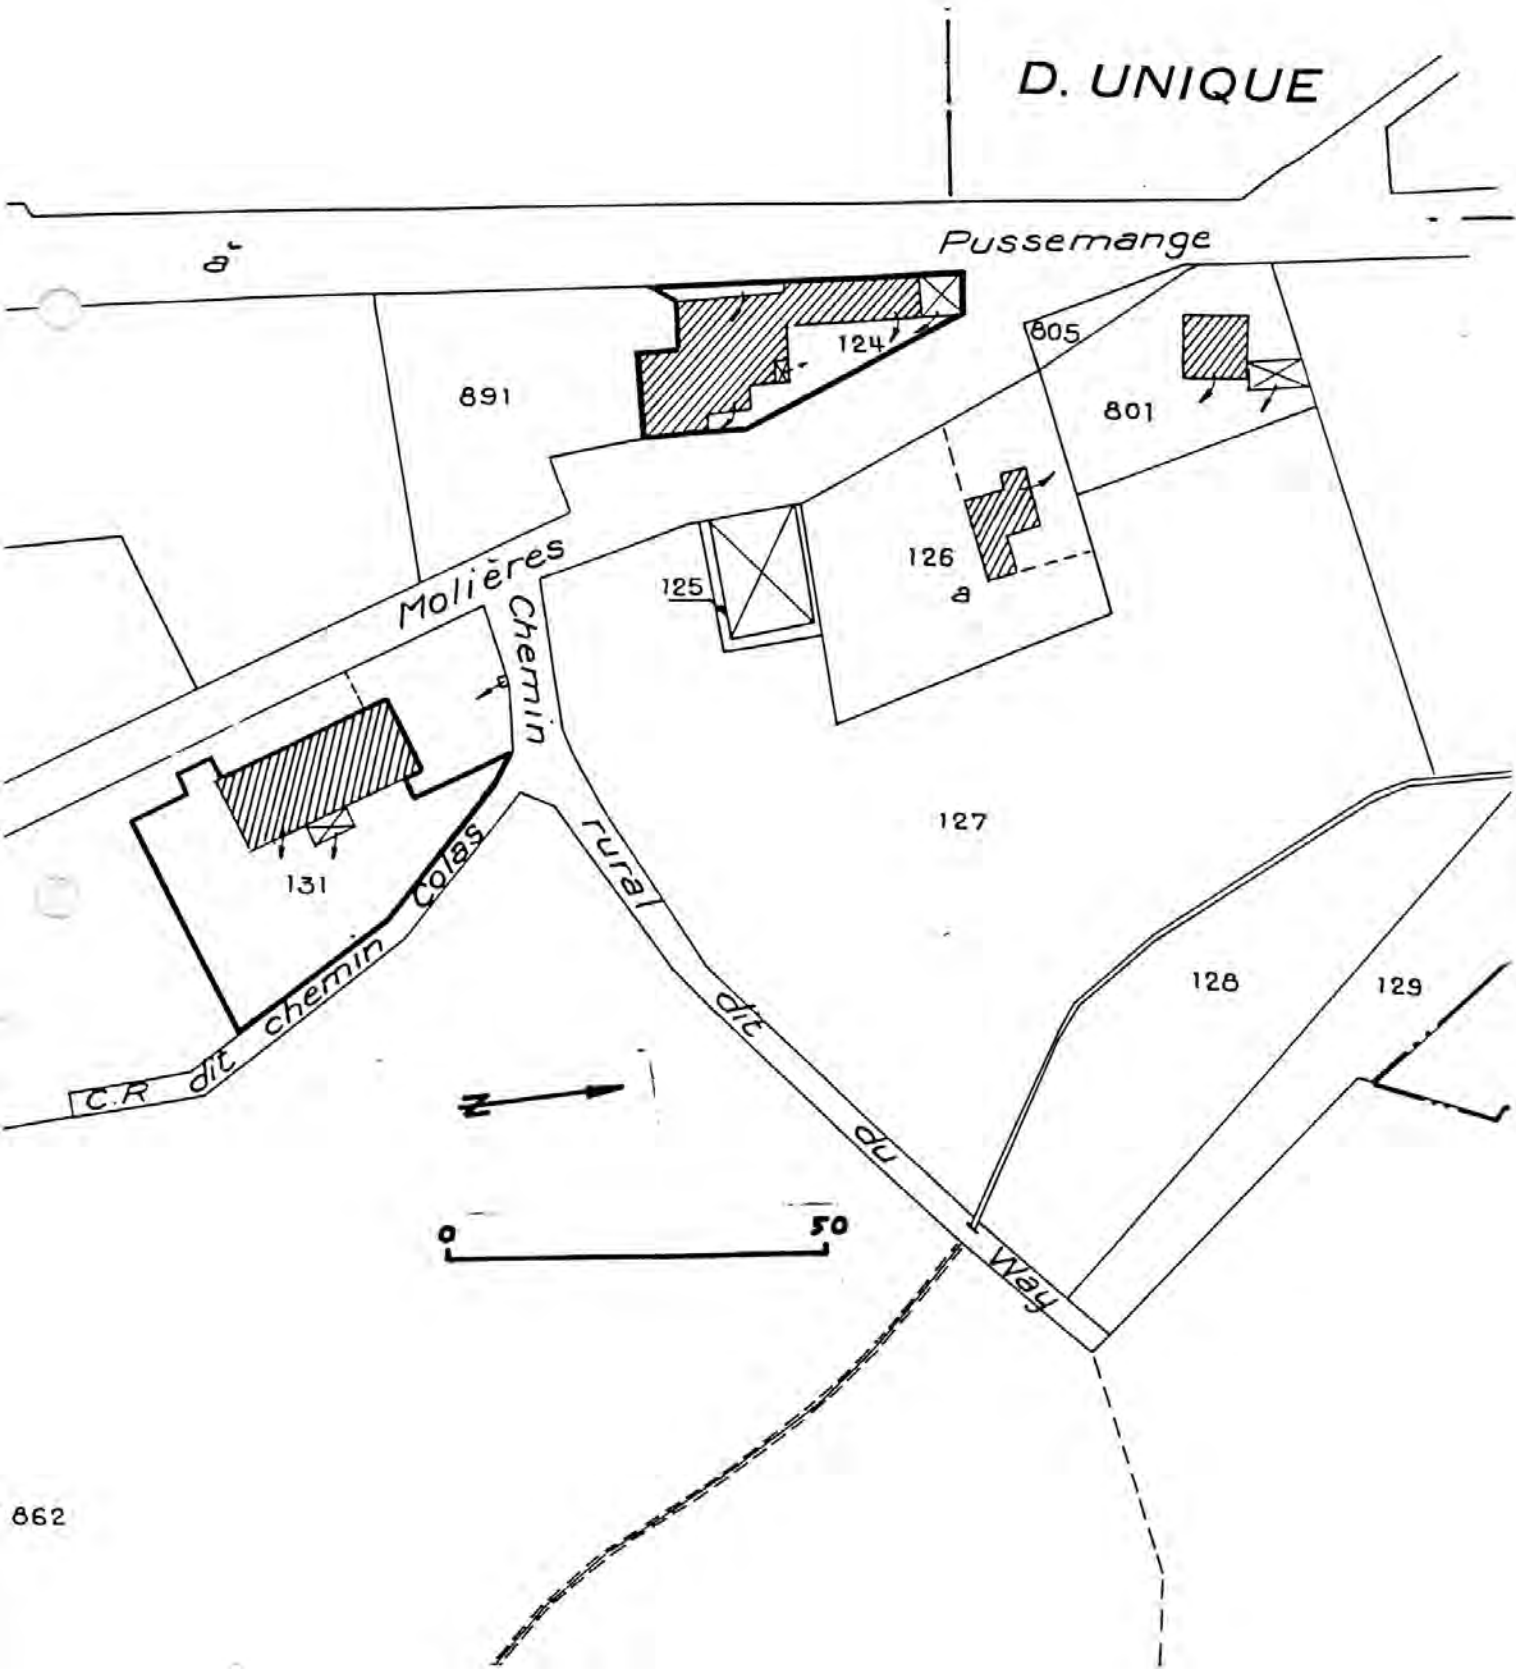 D. UNIQUE
à Pussemange
805
124
891
801
126
a
Molières
125
Chemin rural dit du Way
127
131
C.R dit chemin Colas
128
129
N
0 50
862